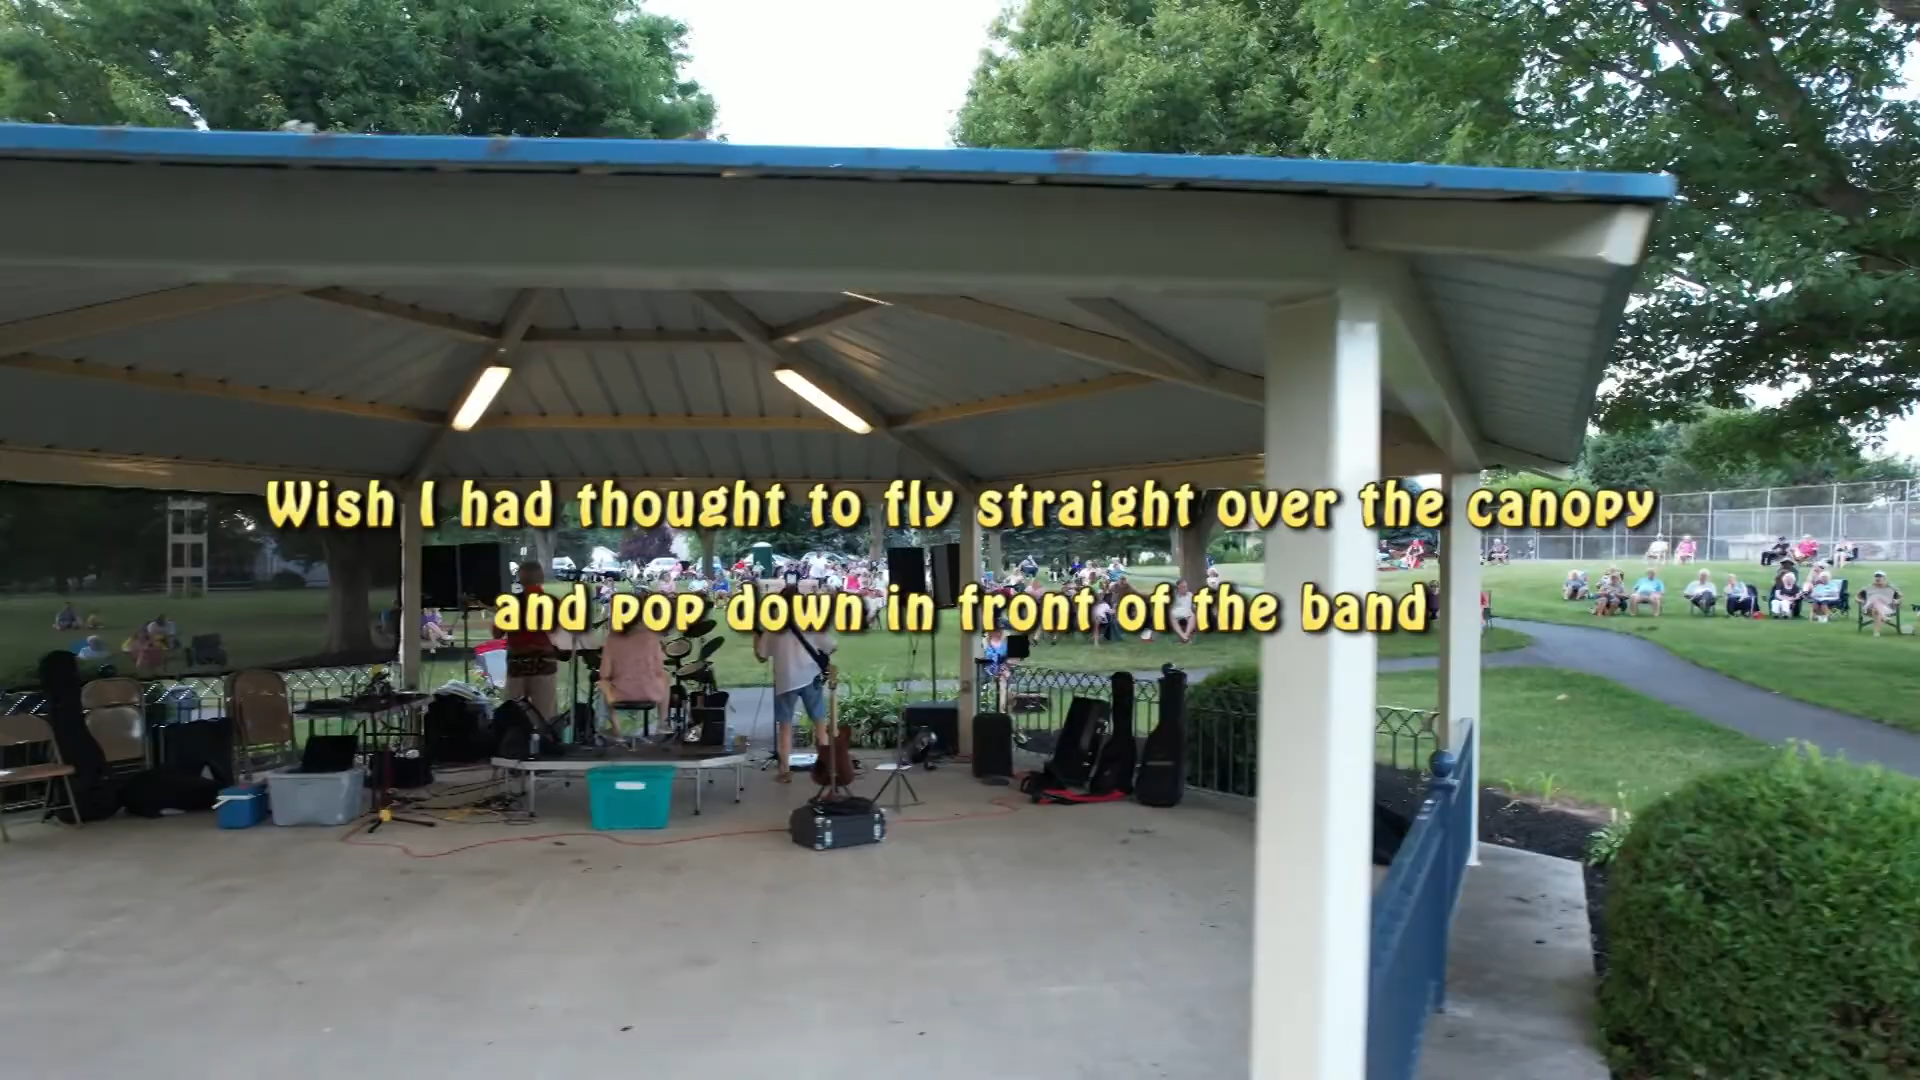 Wish I had thought to fly straight over the canopy
and pop down in front of the band